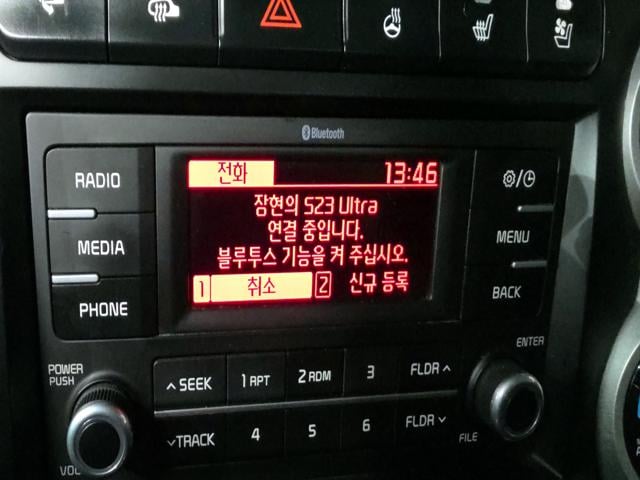 Bluetooth
전화 13:46
RADIO
잠현의 S23 Ultra
연결 중입니다.
MEDIA
MENU
블루투스 기능을 켜 주십시오.
PHONE
1 취소 2 신규 등록
BACK
POWER
PUSH
ENTER
∧SEEK 1 RPT 2 RDM 3 FLDR∧
∨TRACK 4 5 6 FLDR∨
FILE
VOL